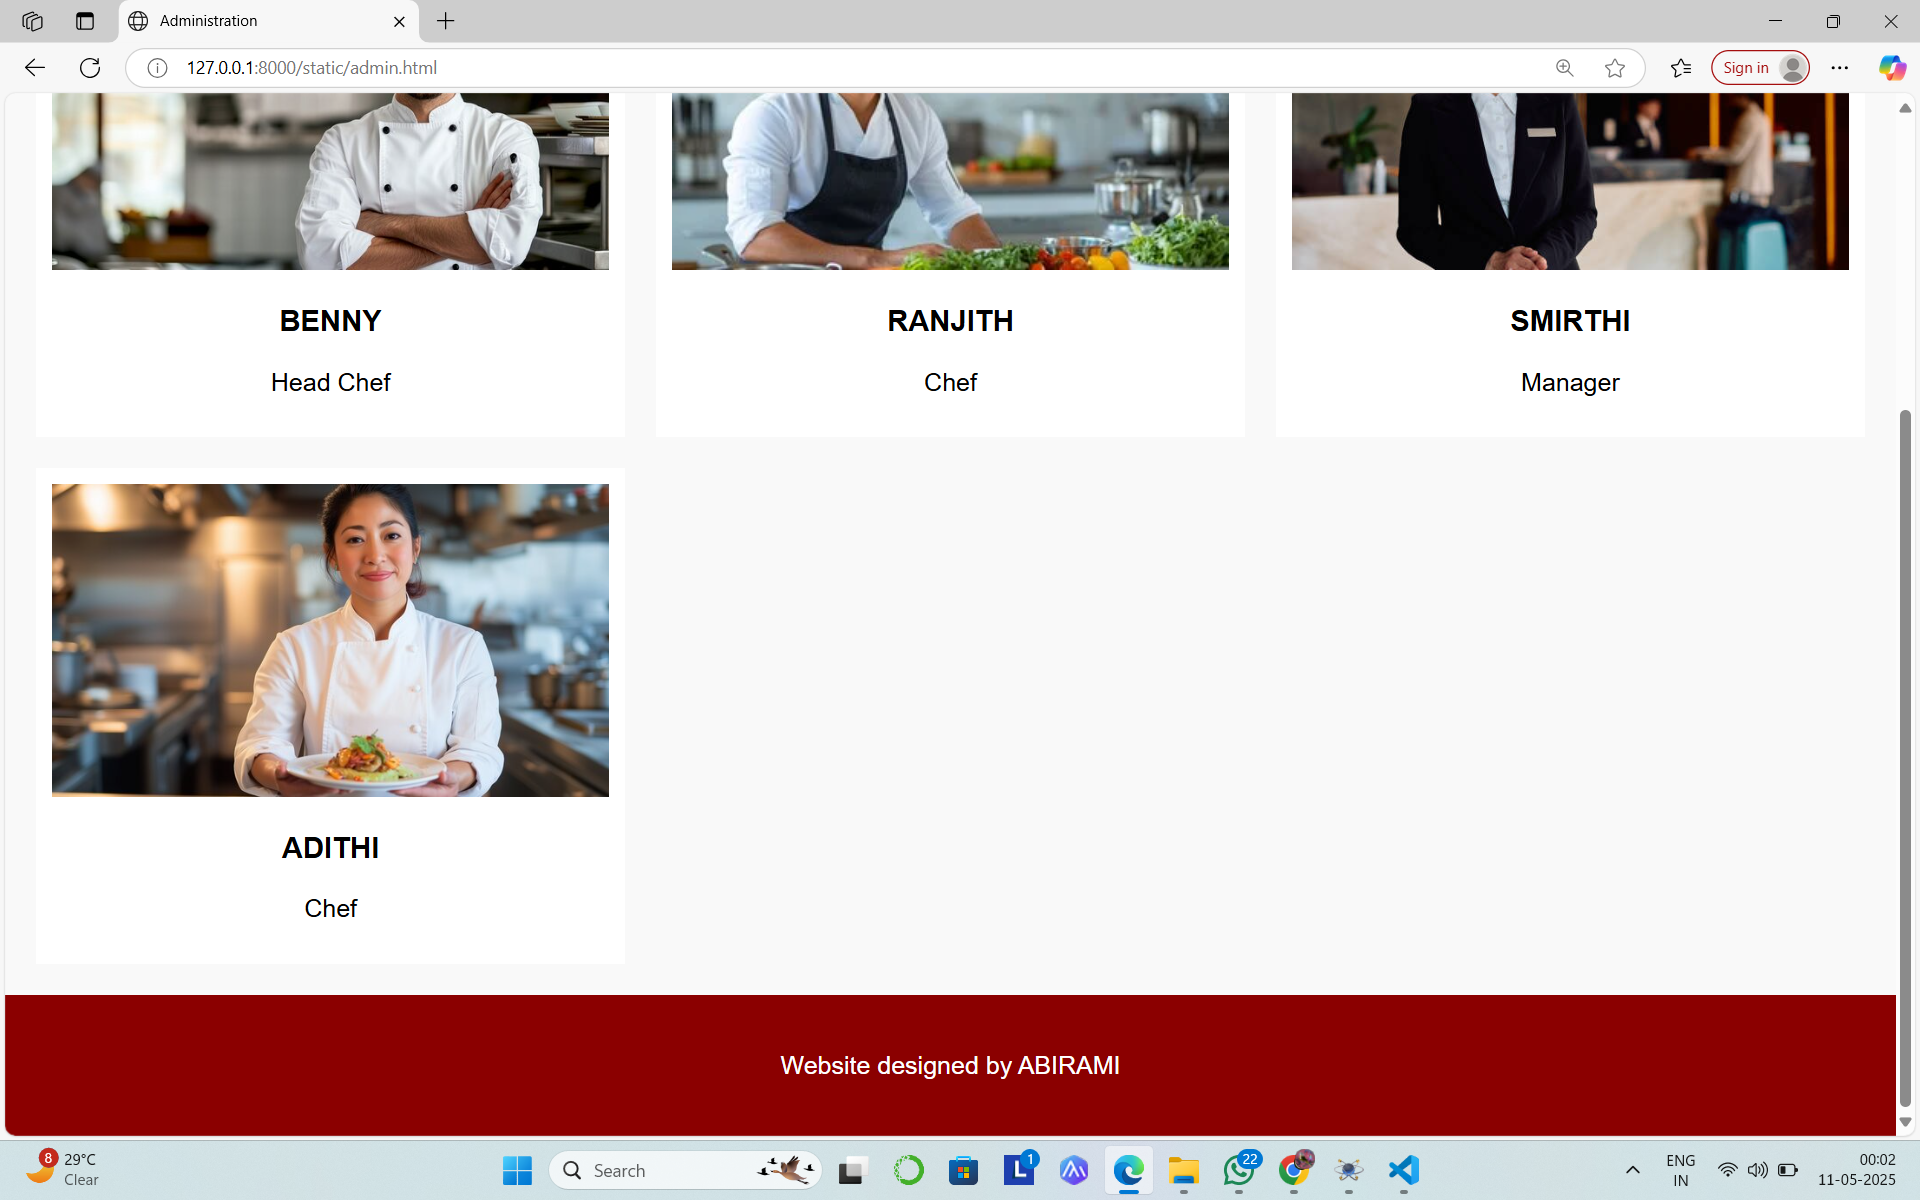 Administration
127.0.0.1:8000/static/admin.html
Sign in
BENNY
RANJITH
SMIRTHI
Head Chef
Chef
Manager
ADITHI
Chef
Website designed by ABIRAMI
8
29°C
Clear
Search
L
1
22
ENG
IN
00:02
11-05-2025